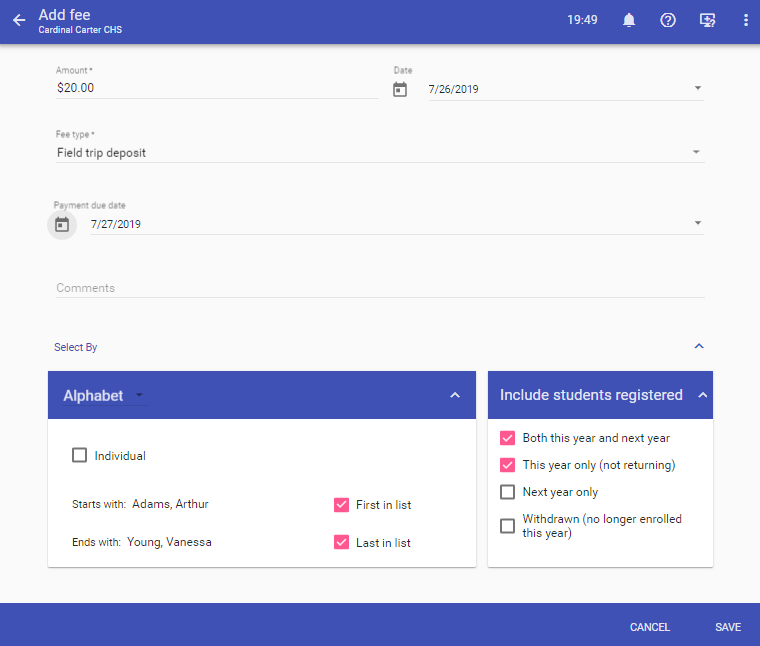 Add fee
Cardinal Carter CHS
19:49
Amount *
$20.00
Date
7/26/2019
Fee type *
Field trip deposit
Payment due date
7/27/2019
Comments
Select By
Alphabet
Individual
Starts with: Adams, Arthur
First in list
Ends with: Young, Vanessa
Last in list
Include students registered
Both this year and next year
This year only (not returning)
Next year only
Withdrawn (no longer enrolled
this year)
CANCEL
SAVE